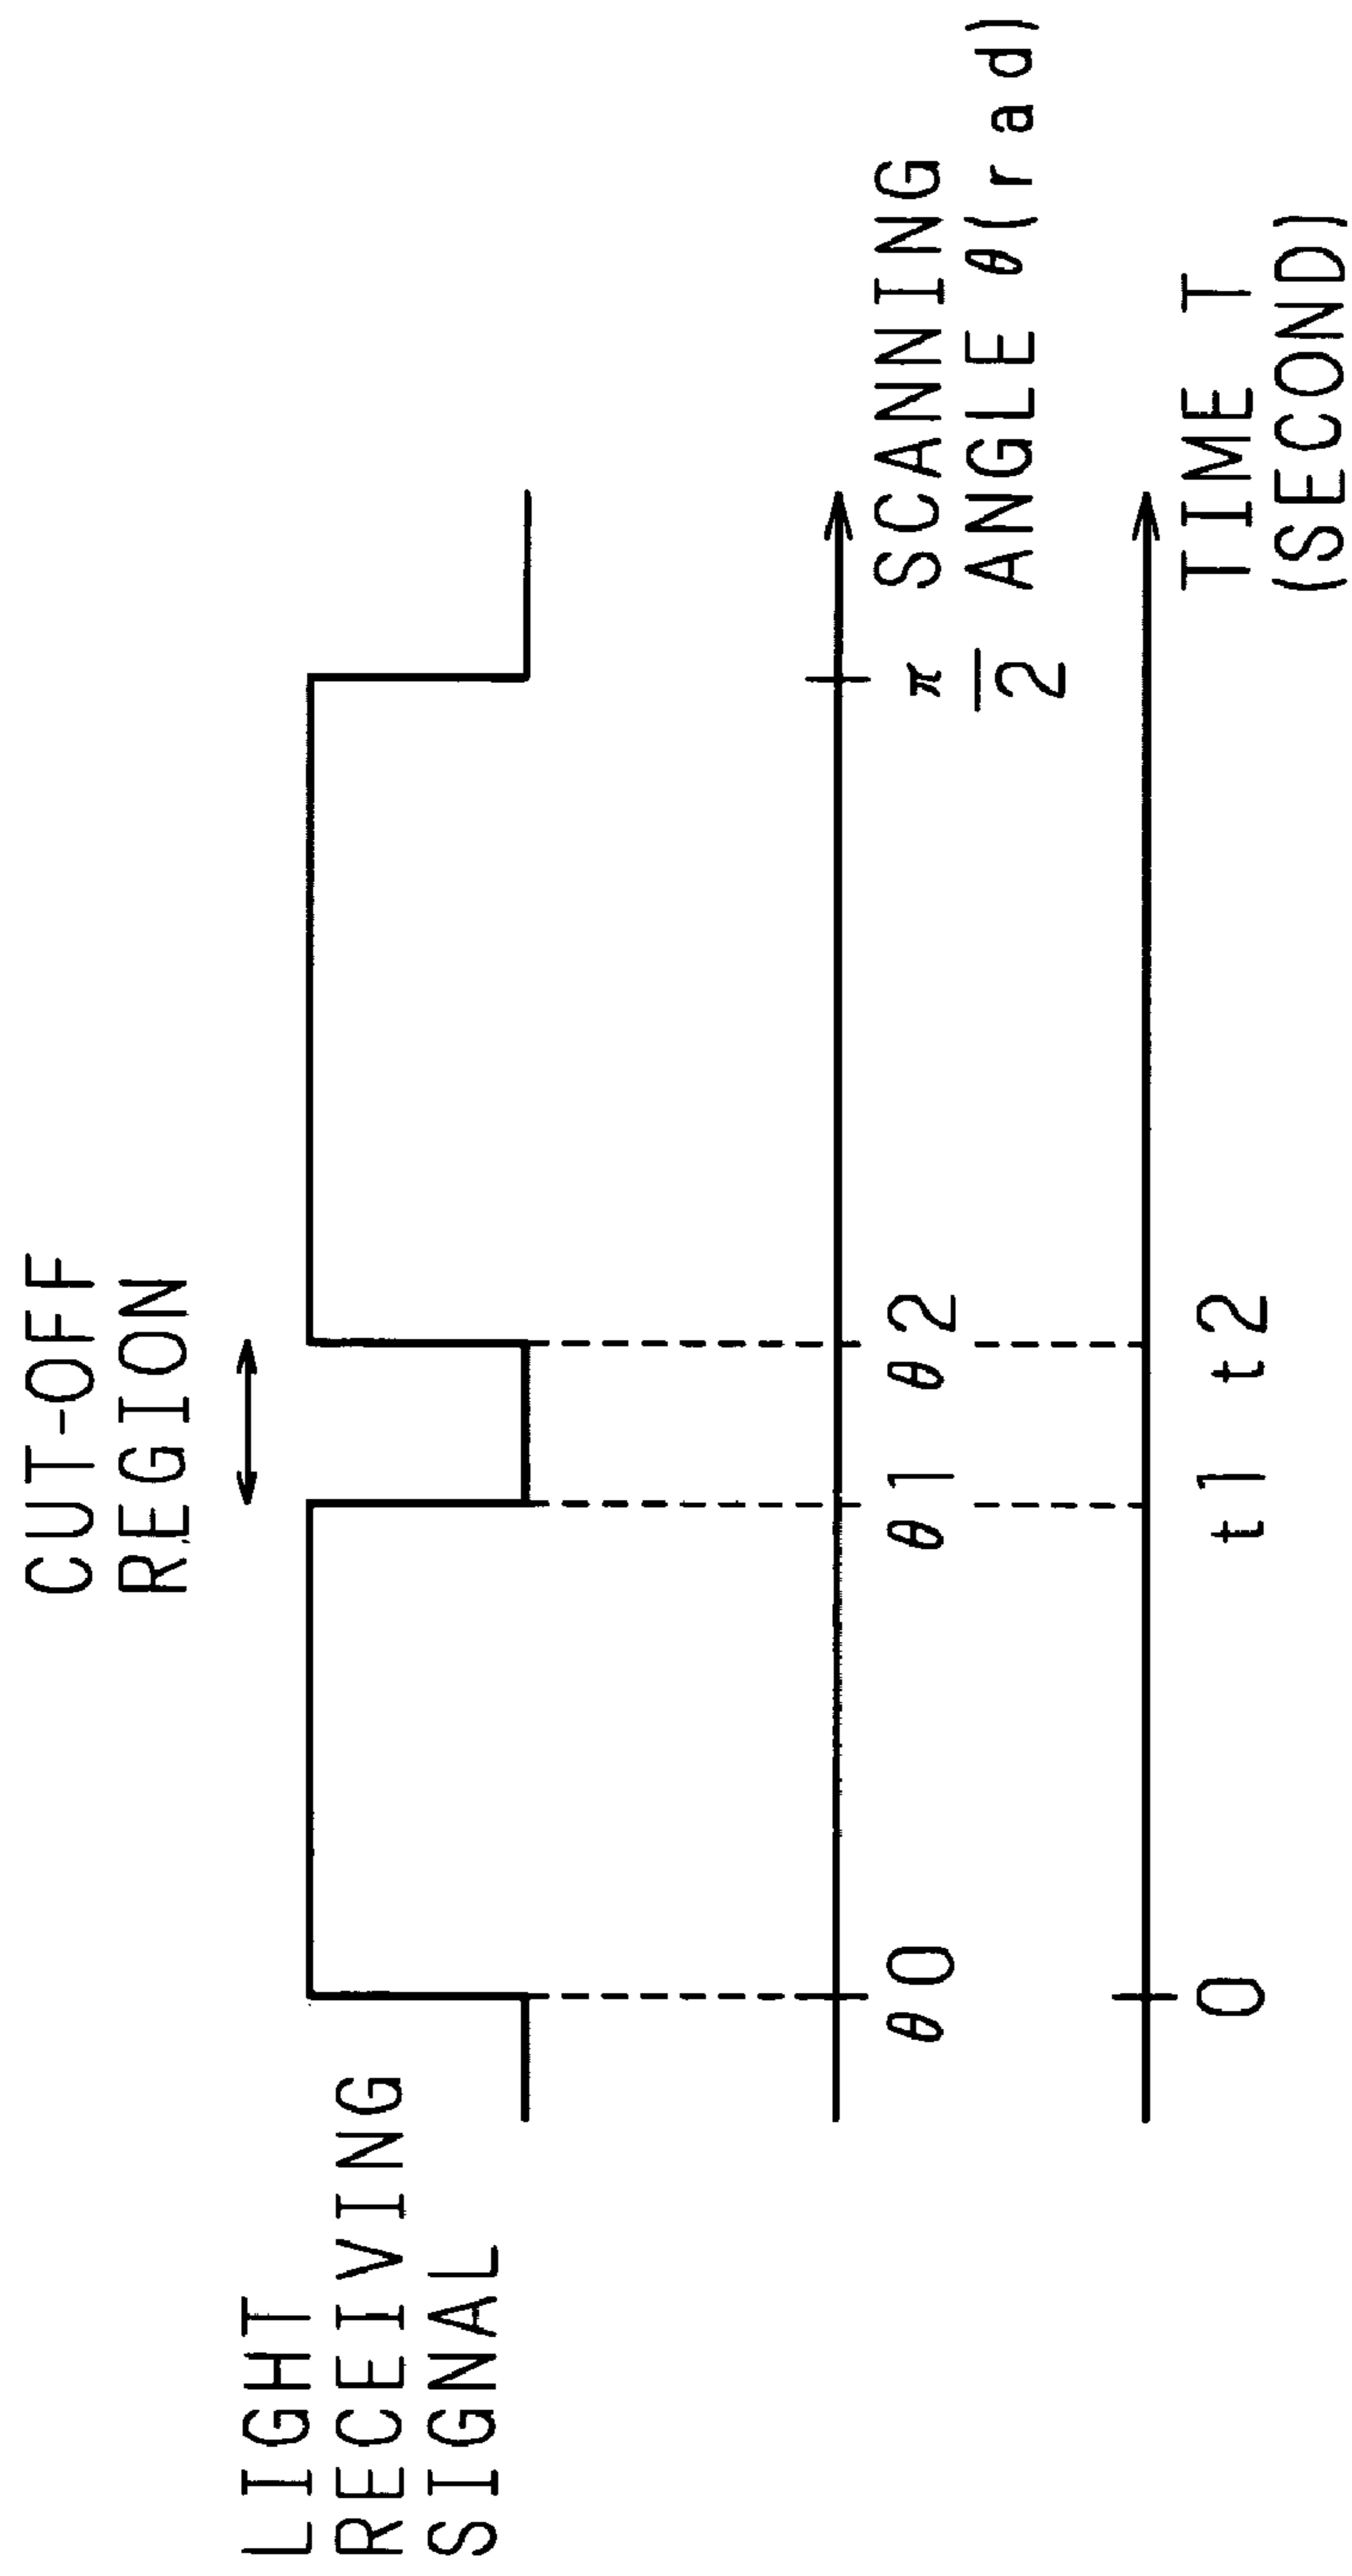 CUT-OFF
REGION
LIGHT
RECEIVING
SIGNAL
θ0
θ1
θ2
π
2
SCANNING
ANGLE θ(rad)
0
t1
t2
TIME T
(SECOND)